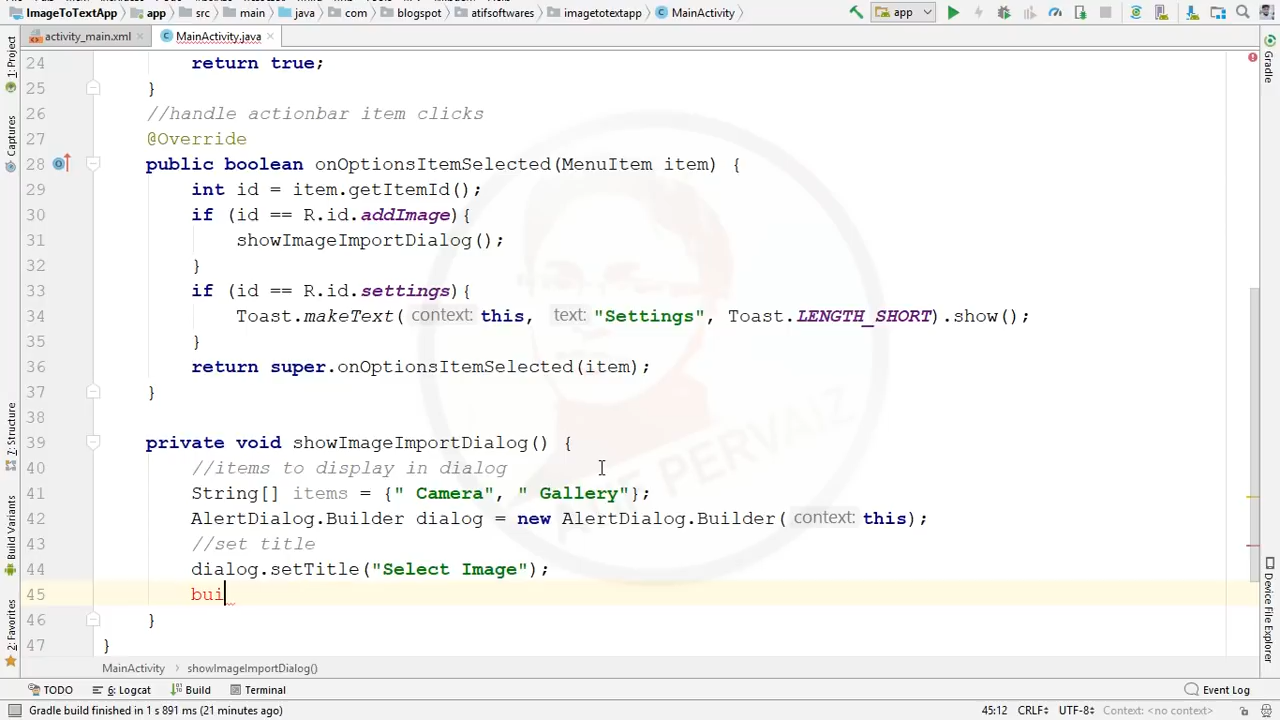 ImageToTextApp app src main java com blogspot atifsoftwares imagetotextapp MainActivity app
activity_main.xml MainActivity.java
24 return true;
25 }
26 //handle actionbar item clicks
27 @Override
28 public boolean onOptionsItemSelected(MenuItem item) {
29 int id = item.getItemId();
30 if (id == R.id.addImage){
31 showImageImportDialog();
32 }
33 if (id == R.id.settings){
34 Toast.makeText( context: this, text: "Settings", Toast.LENGTH_SHORT).show();
35 }
36 return super.onOptionsItemSelected(item);
37 }
38
39 private void showImageImportDialog() {
40 //items to display in dialog
41 String[] items = {" Camera", " Gallery"};
42 AlertDialog.Builder dialog = new AlertDialog.Builder( context: this);
43 //set title
44 dialog.setTitle("Select Image");
45 bui
46 }
47 }
MainActivity showImageImportDialog()
TODO 6: Logcat Build Terminal Event Log
Gradle build finished in 1 s 891 ms (21 minutes ago) 45:12 CRLF UTF-8 Context: <no context>
1: Project
Captures
7: Structure
Build Variants
2: Favorites
Gradle
Device File Explorer
ATIF PERVAIZ